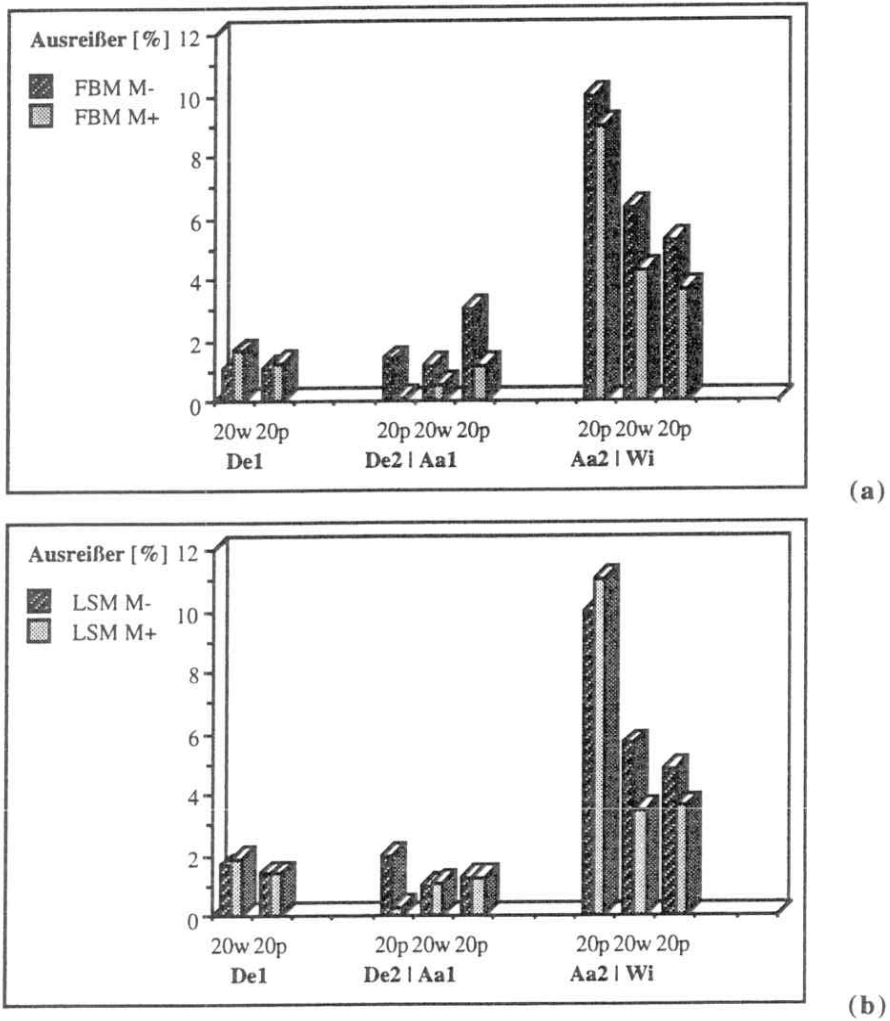 Ausreißer [%] 12
FBM M-
FBM M+
10
8
6
4
2
0
20w 20p 20p 20w 20p 20p 20w 20p
De1 De2 | Aa1 Aa2 | Wi
(a)
Ausreißer [%] 12
LSM M-
LSM M+
10
8
6
4
2
0
20w 20p 20p 20w 20p 20p 20w 20p
De1 De2 | Aa1 Aa2 | Wi
(b)